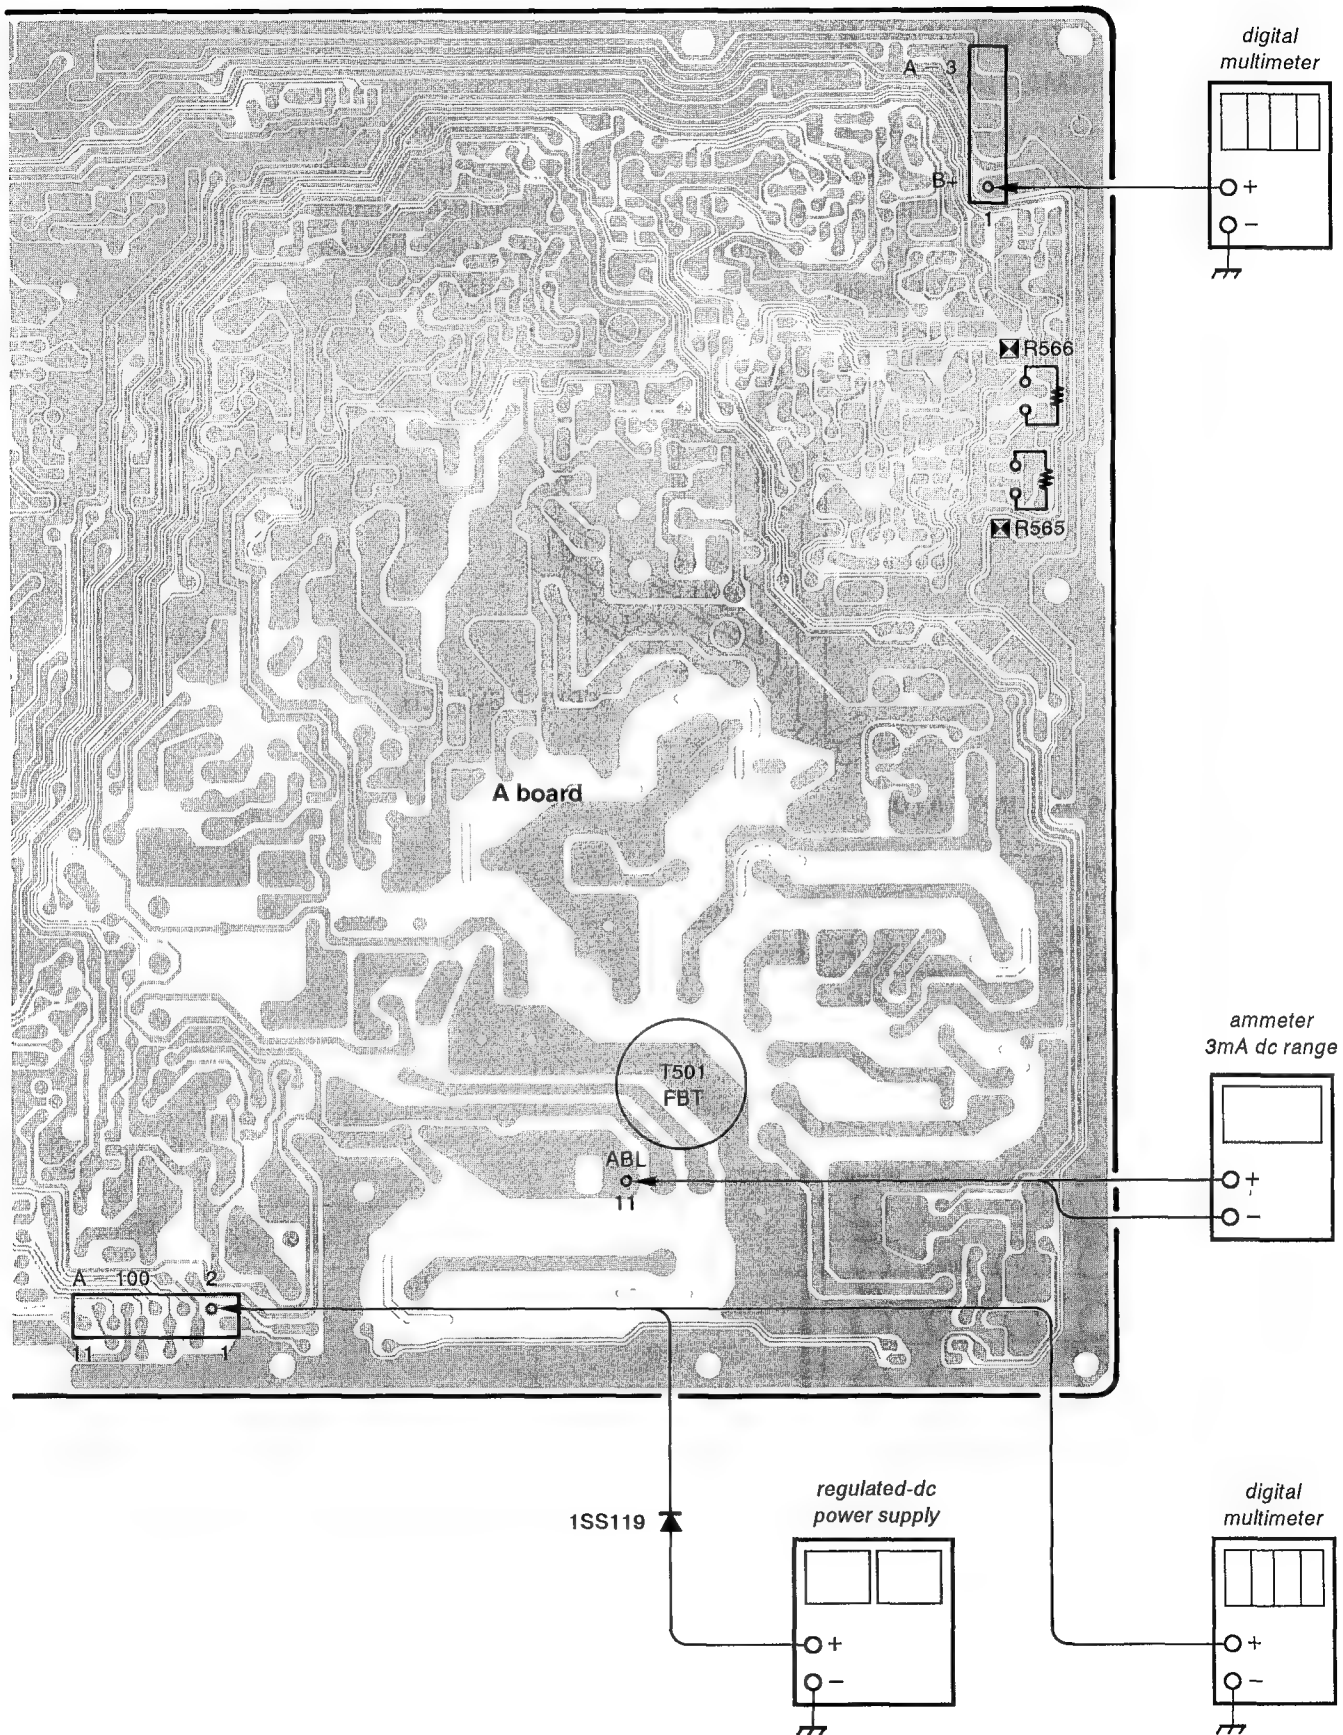 digital
multimeter
A — 3
B+
1
+
−
R566
R565
A board
ammeter
3mA dc range
T501
FBT
ABL
11
+
−
A — 100 2
11 1
regulated-dc
power supply
1SS119
digital
multimeter
+
−
+
−